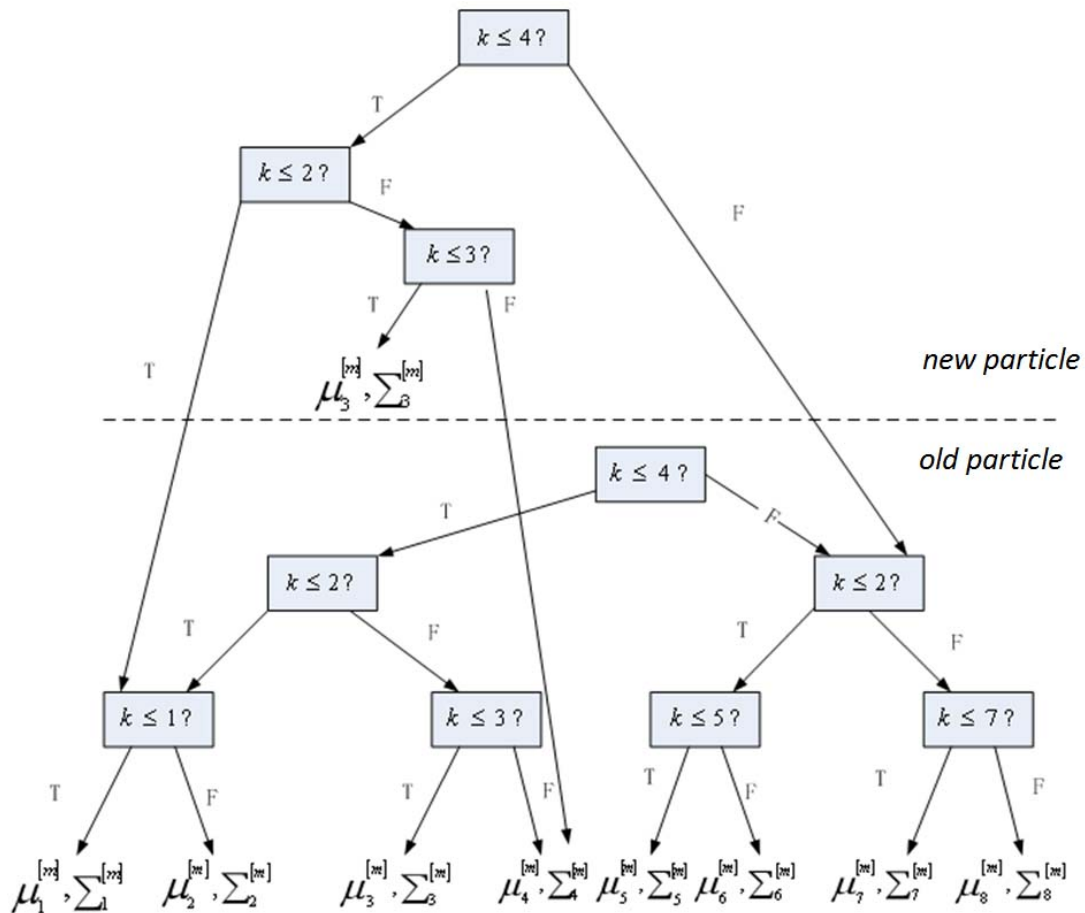 k ≤ 4 ?
T
k ≤ 2 ?
F
F
k ≤ 3 ?
T
F
T
new particle
μ₃^[m], Σ₃^[m]
old particle
k ≤ 4 ?
T
F
k ≤ 2 ?
k ≤ 2 ?
T
F
T
F
k ≤ 1 ?
k ≤ 3 ?
k ≤ 5 ?
k ≤ 7 ?
T
F
T
F
T
F
T
F
μ₁^[m], Σ₁^[m]
μ₂^[m], Σ₂^[m]
μ₃^[m], Σ₃^[m]
μ₄^[m], Σ₄^[m]
μ₅^[m], Σ₅^[m]
μ₆^[m], Σ₆^[m]
μ₇^[m], Σ₇^[m]
μ₈^[m], Σ₈^[m]